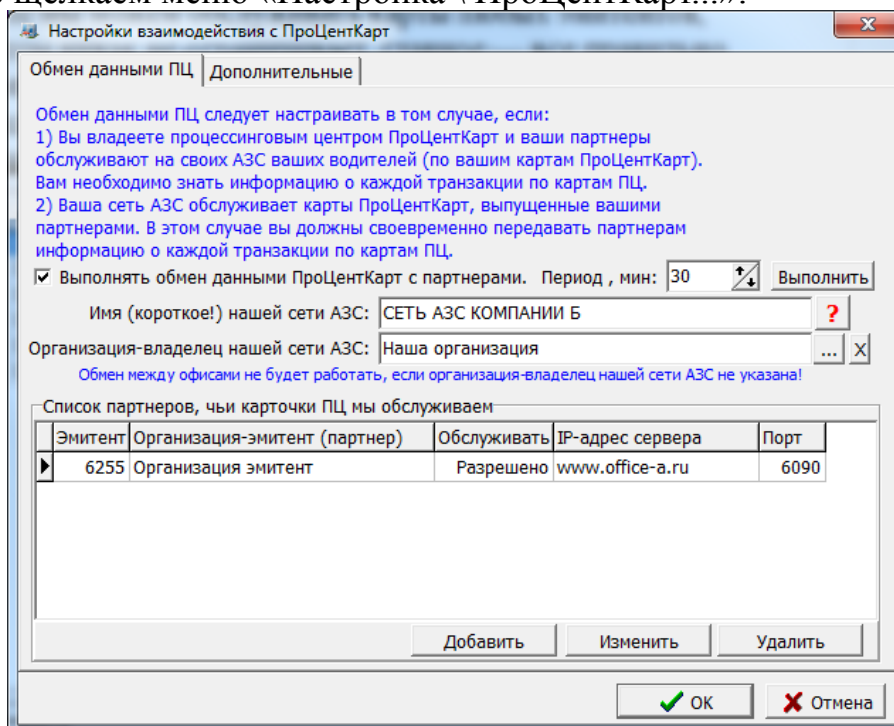 щелкаем меню «Настройка \ ПроЦентКарт...».
Настройки взаимодействия с ПроЦентКарт
Обмен данными ПЦ
Дополнительные
Обмен данными ПЦ следует настраивать в том случае, если:
1) Вы владеете процессинговым центром ПроЦентКарт и ваши партнеры
обслуживают на своих АЗС ваших водителей (по вашим картам ПроЦентКарт).
Вам необходимо знать информацию о каждой транзакции по картам ПЦ.
2) Ваша сеть АЗС обслуживает карты ПроЦентКарт, выпущенные вашими
партнерами. В этом случае вы должны своевременно передавать партнерам
информацию о каждой транзакции по картам ПЦ.
Выполнять обмен данными ПроЦентКарт с партнерами. Период , мин: 30 Выполнить
Имя (короткое!) нашей сети АЗС: СЕТЬ АЗС КОМПАНИИ Б ?
Организация-владелец нашей сети АЗС: Наша организация ... X
Обмен между офисами не будет работать, если организация-владелец нашей сети АЗС не указана!
Список партнеров, чьи карточки ПЦ мы обслуживаем
Эмитент Организация-эмитент (партнер) Обслуживать IP-адрес сервера Порт
6255 Организация эмитент Разрешено www.office-a.ru 6090
Добавить Изменить Удалить
OK Отмена